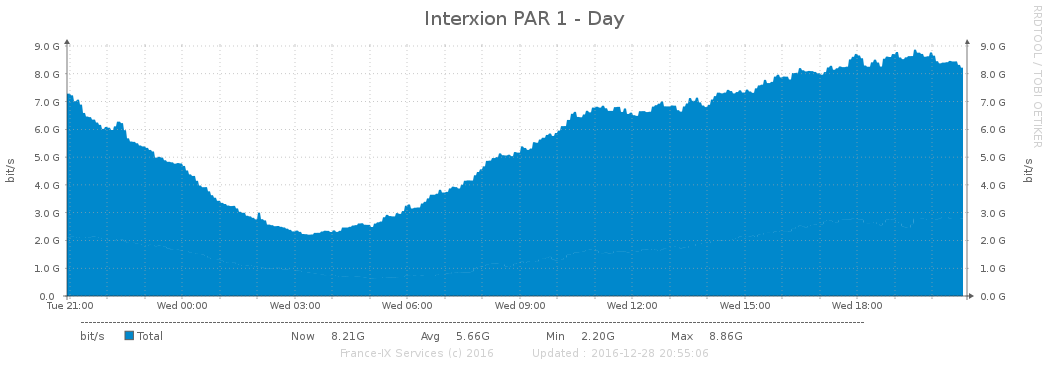 Interxion PAR 1 - Day
RRDTOOL / TOBI OETIKER
bit/s
9.0 G
8.0 G
7.0 G
6.0 G
5.0 G
4.0 G
3.0 G
2.0 G
1.0 G
0.0
9.0 G
8.0 G
7.0 G
6.0 G
5.0 G
4.0 G
3.0 G
2.0 G
1.0 G
0.0 G
bit/s
Tue 21:00 Wed 00:00 Wed 03:00 Wed 06:00 Wed 09:00 Wed 12:00 Wed 15:00 Wed 18:00
bit/s Total Now 8.21G Avg 5.66G Min 2.20G Max 8.86G
France-IX Services (c) 2016 Updated : 2016-12-28 20:55:06